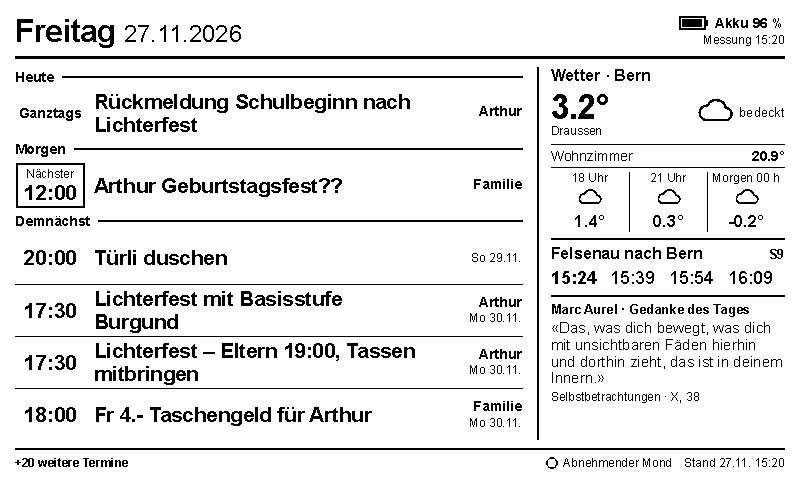 Freitag 27.11.2026
Akku 96 %
Messung 15:20
Heute
Ganztags
Rückmeldung Schulbeginn nach
Lichterfest
Arthur
Morgen
Nächster
12:00
Arthur Geburtstagsfest??
Familie
Demnächst
20:00
Türli duschen
So 29.11.
17:30
Lichterfest mit Basisstufe
Burgund
Arthur
Mo 30.11.
17:30
Lichterfest – Eltern 19:00, Tassen
mitbringen
Arthur
Mo 30.11.
18:00
Fr 4.- Taschengeld für Arthur
Familie
Mo 30.11.
+20 weitere Termine
Wetter · Bern
3.2°
bedeckt
Draussen
Wohnzimmer 20.9°
18 Uhr 21 Uhr Morgen 00 h
1.4° 0.3° -0.2°
Felsenau nach Bern S9
15:24 15:39 15:54 16:09
Marc Aurel · Gedanke des Tages
«Das, was dich bewegt, was dich
mit unsichtbaren Fäden hierhin
und dorthin zieht, das ist in deinem
Innern.»
Selbstbetrachtungen · X, 38
Abnehmender Mond Stand 27.11. 15:20